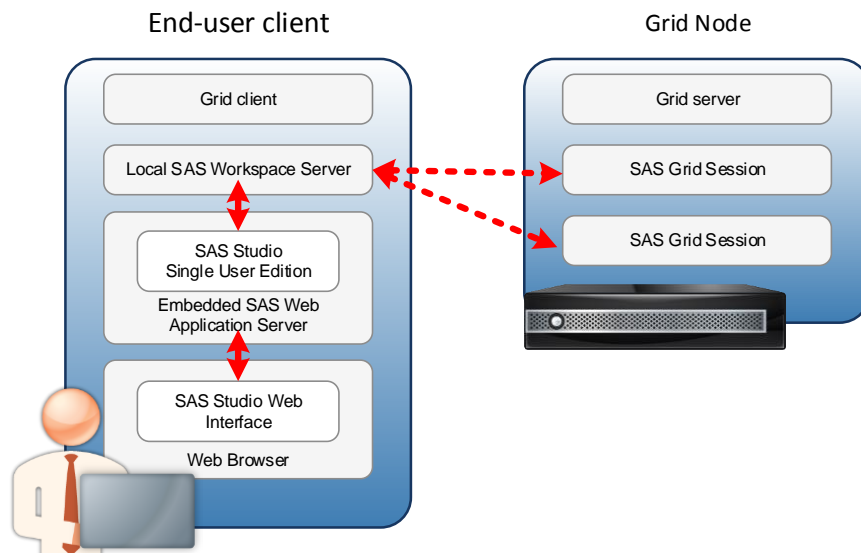 End-user client
Grid Node
Grid client
Grid server
Local SAS Workspace Server
SAS Grid Session
SAS Grid Session
SAS Studio
Single User Edition
Embedded SAS Web
Application Server
SAS Studio Web
Interface
Web Browser